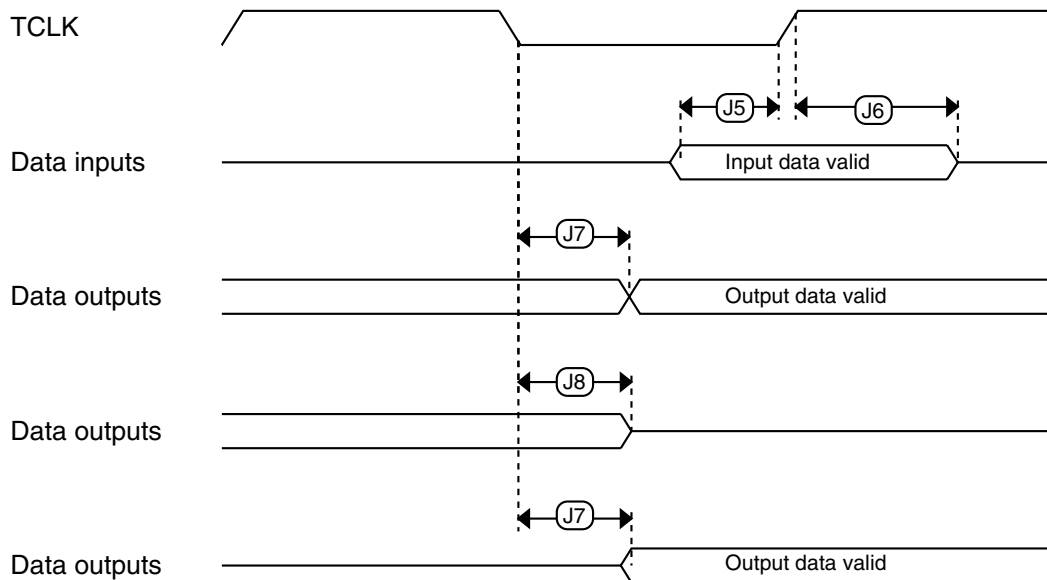 TCLK
J5
J6
Data inputs
Input data valid
J7
Data outputs
Output data valid
J8
Data outputs
J7
Data outputs
Output data valid